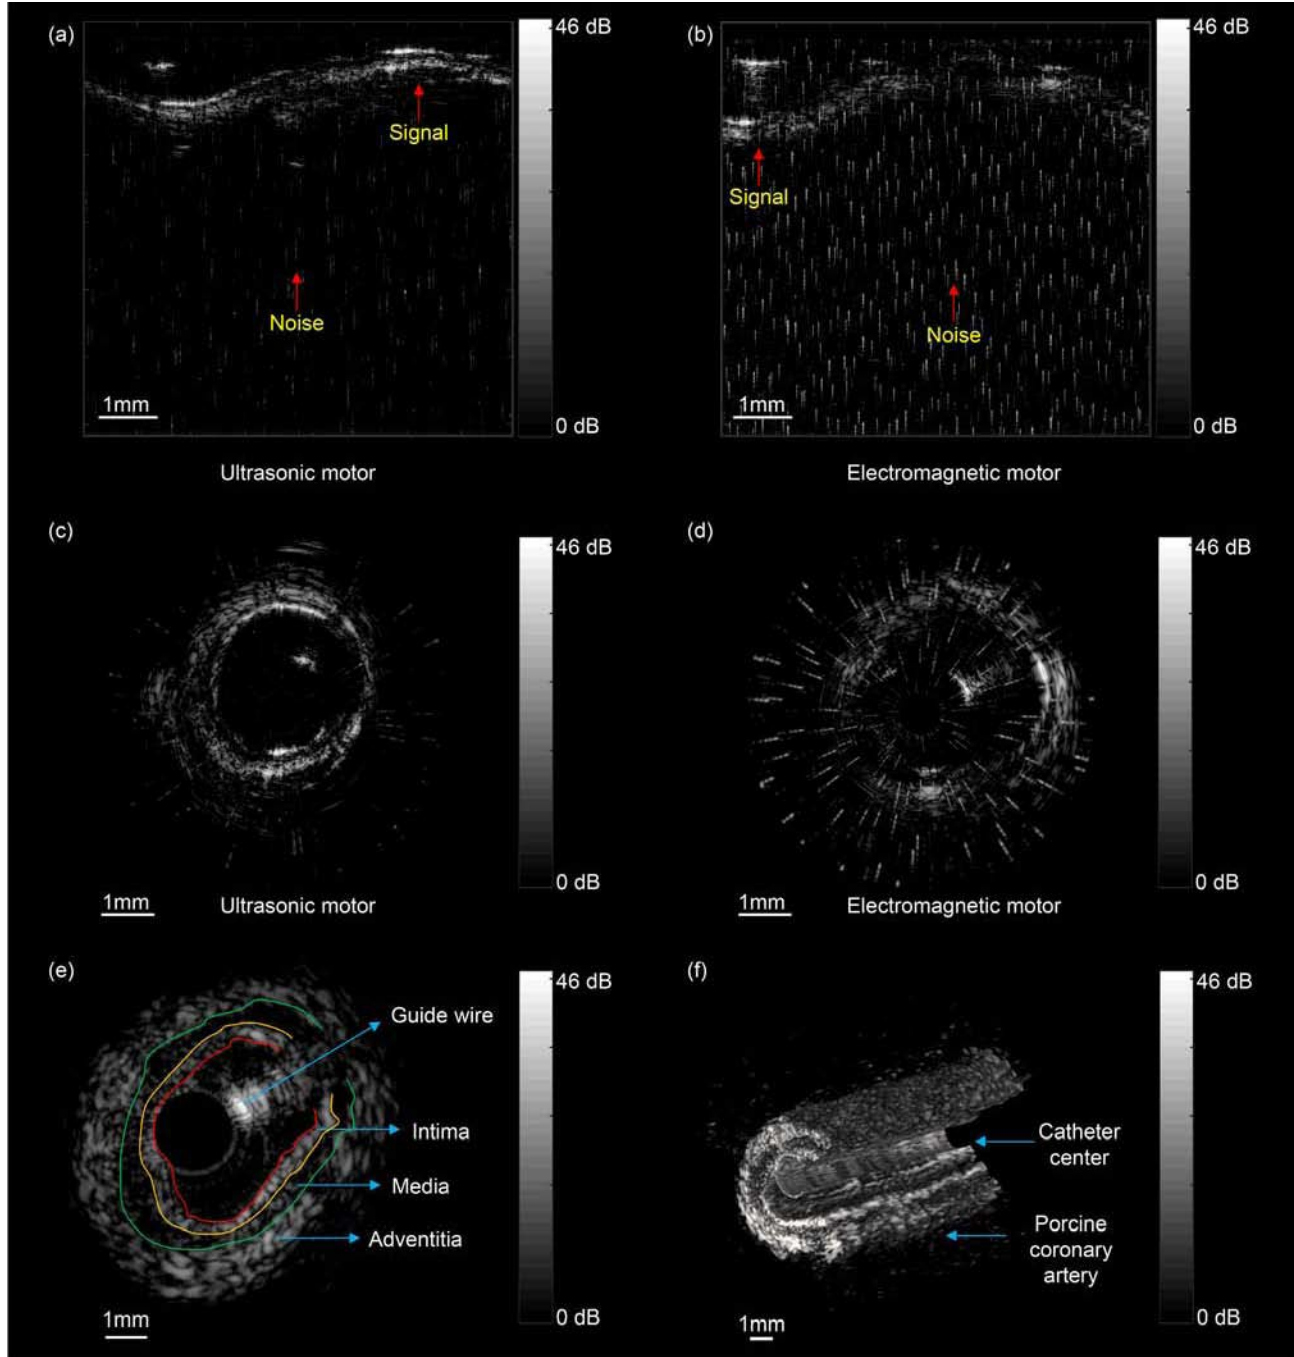 (a)
46 dB
Signal
Noise
1mm
0 dB
Ultrasonic motor
(b)
46 dB
Signal
Noise
1mm
0 dB
Electromagnetic motor
(c)
46 dB
0 dB
1mm
Ultrasonic motor
(d)
46 dB
0 dB
1mm
Electromagnetic motor
(e)
46 dB
Guide wire
Intima
Media
Adventitia
1mm
0 dB
(f)
46 dB
Catheter
center
Porcine
coronary
artery
1mm
0 dB